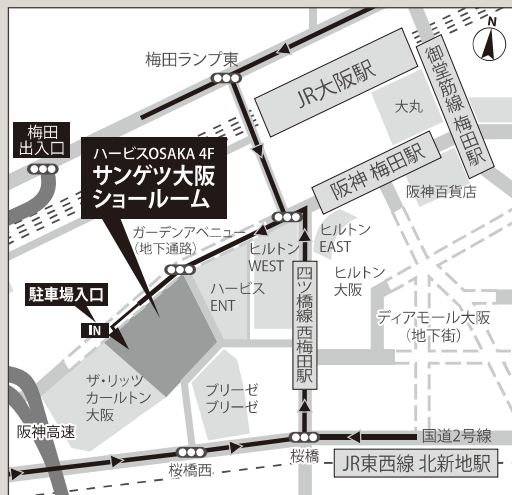 N
梅田ランプ東
JR大阪駅
御堂筋線 梅田駅
大丸
梅田
出入口
ハービスOSAKA 4F
サンゲツ大阪
ショールーム
阪神 梅田駅
阪神百貨店
ガーデンアベニュー
(地下通路)
ヒルトン
WEST
ヒルトン
EAST
ヒルトン
大阪
ハービス
ENT
四ツ橋線 西梅田駅
駐車場入口
IN
ディアモール大阪
(地下街)
ザ・リッツ
カールトン
大阪
ブリーゼ
ブリーゼ
阪神高速
国道2号線
桜橋西
桜橋
JR東西線 北新地駅